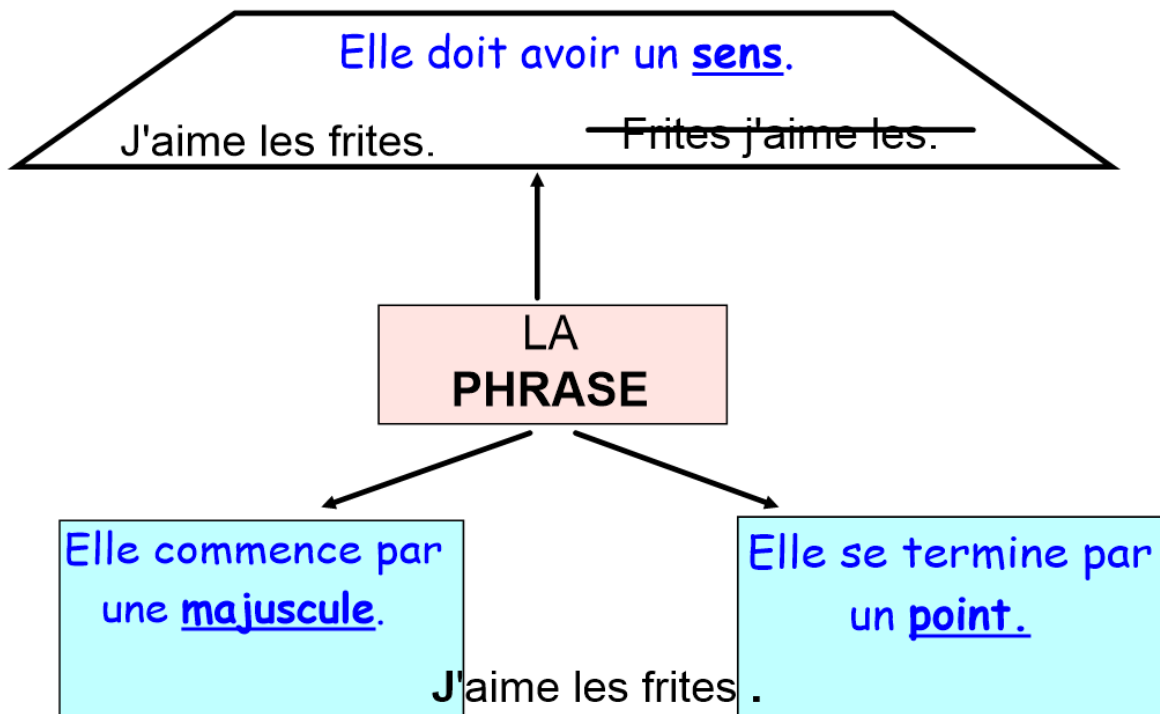 Elle doit avoir un sens.
J'aime les frites.
Frites j'aime les.
LA
PHRASE
Elle commence par
une majuscule.
Elle se termine par
un point.
J'aime les frites .